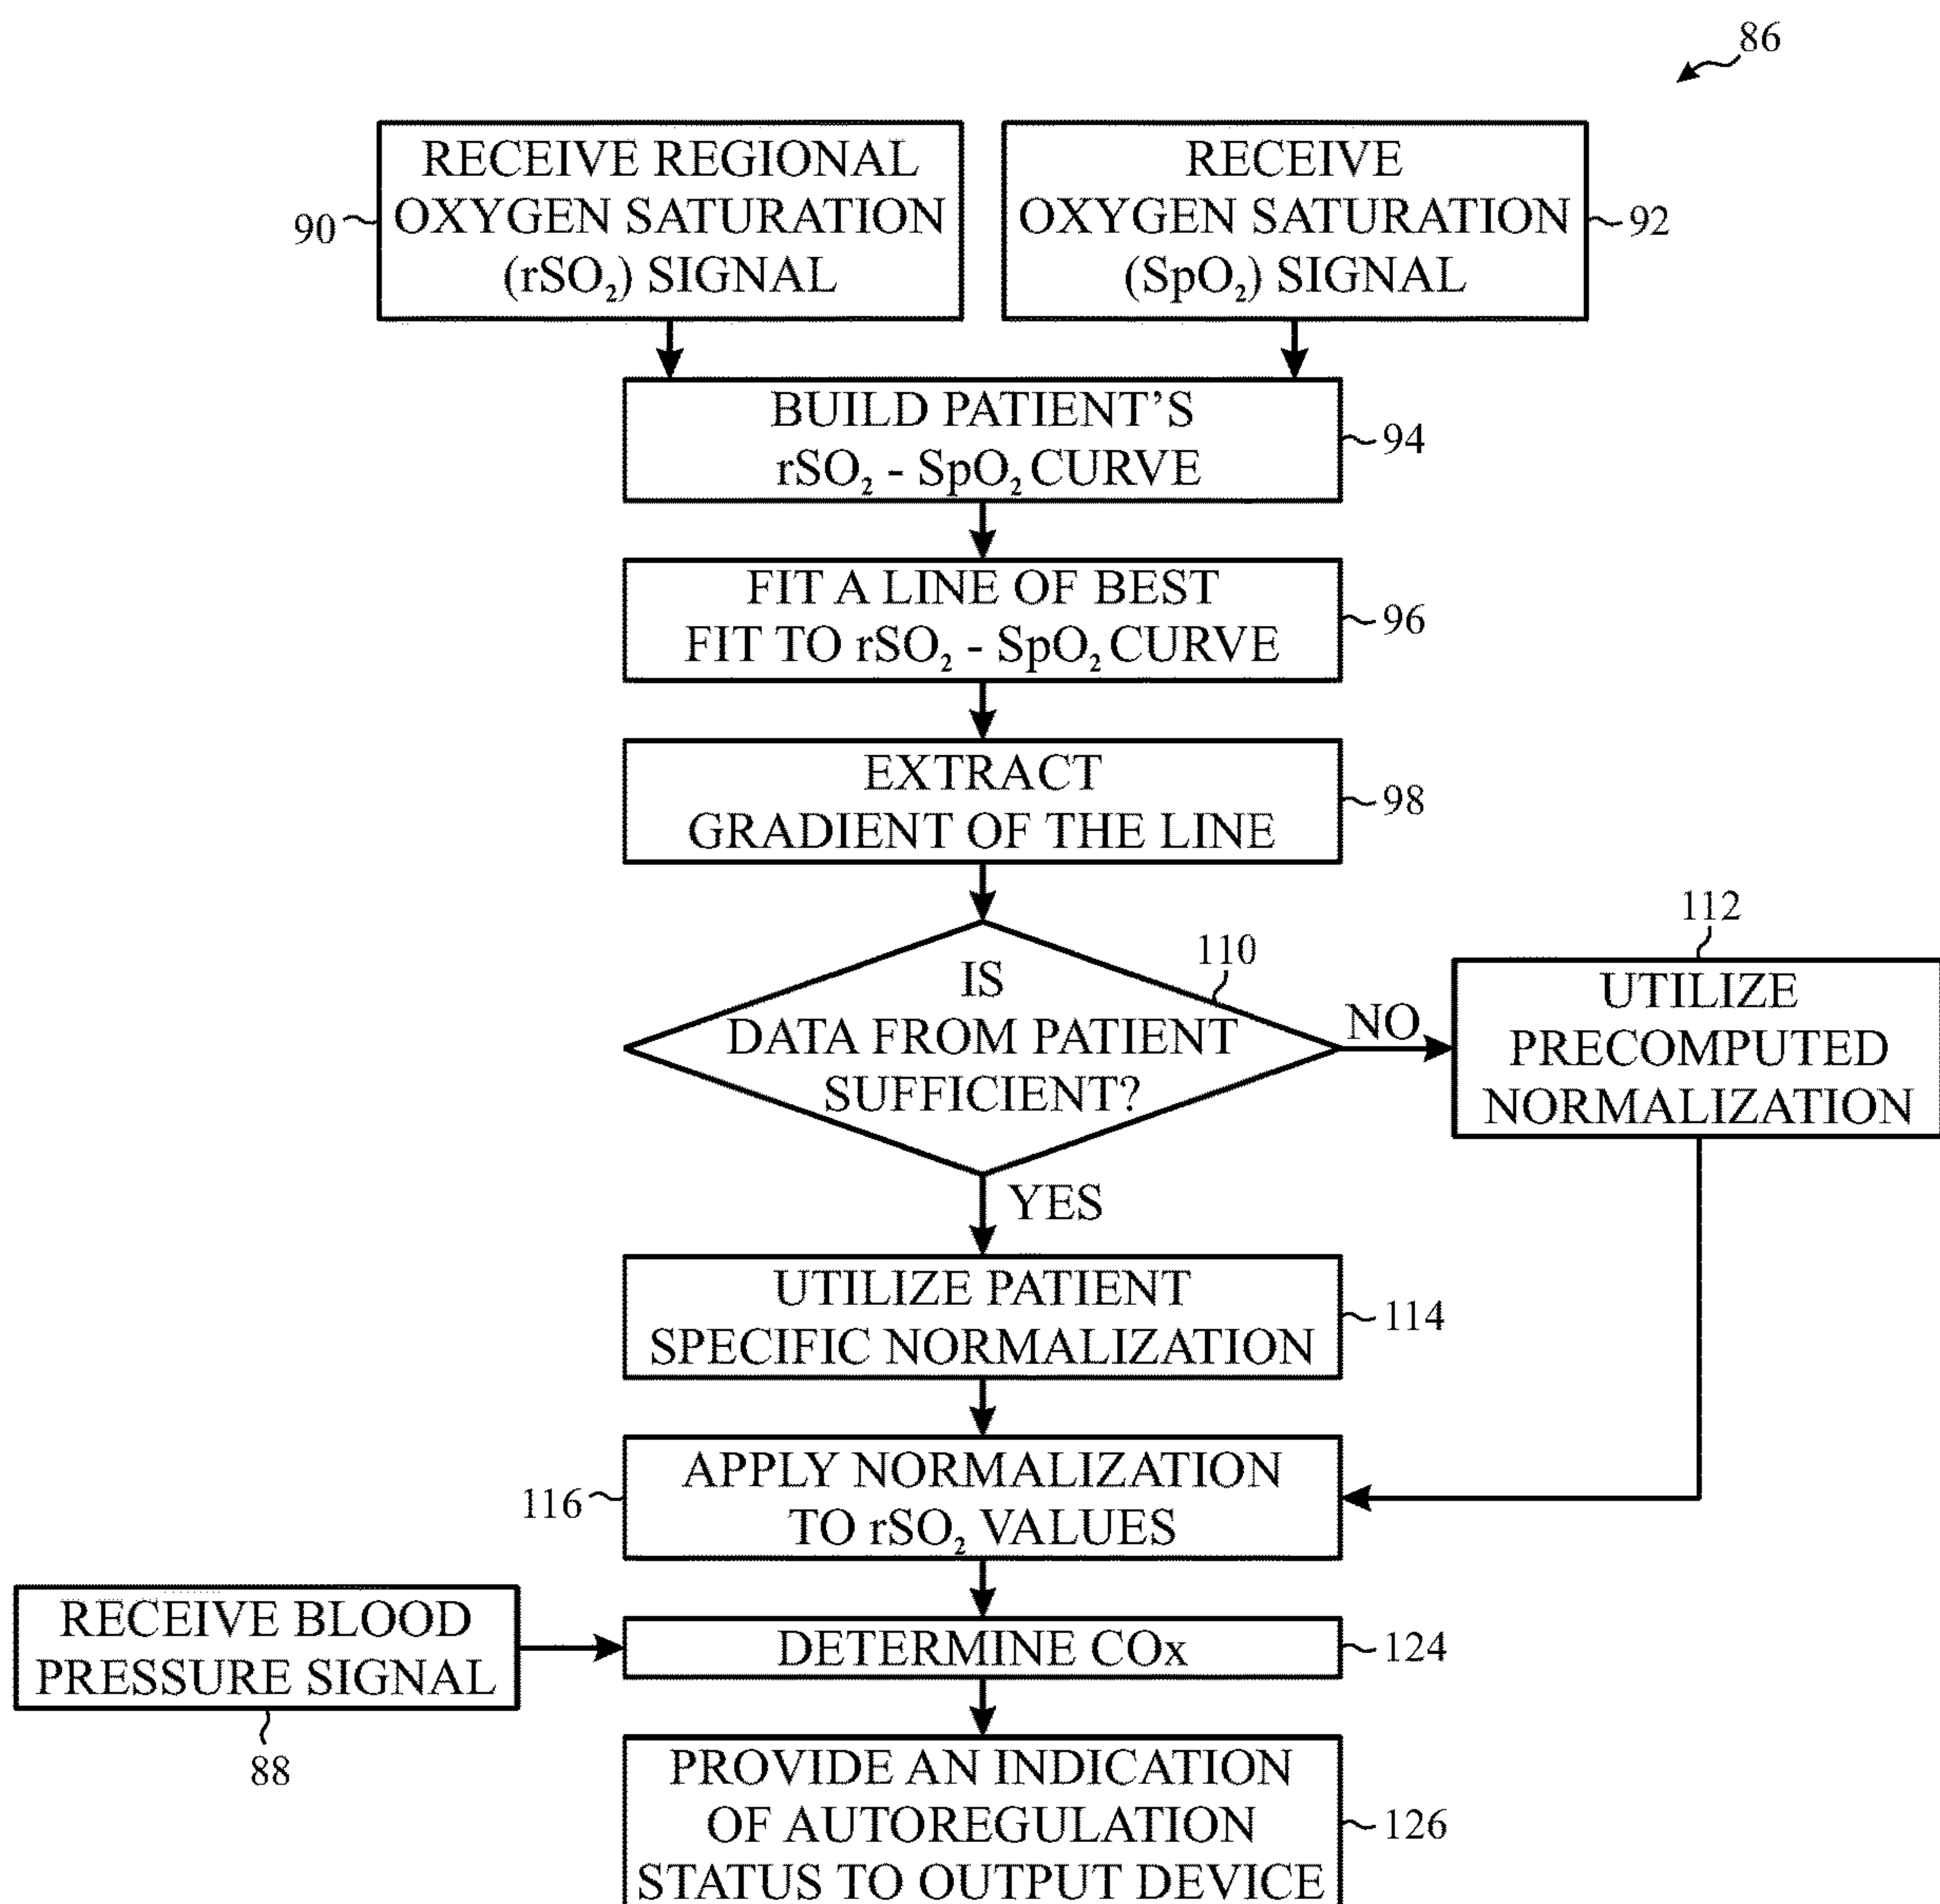 86
RECEIVE REGIONAL
OXYGEN SATURATION
(rSO₂) SIGNAL
90
RECEIVE
OXYGEN SATURATION
(SpO₂) SIGNAL
92
BUILD PATIENT'S
rSO₂ - SpO₂ CURVE
94
FIT A LINE OF BEST
FIT TO rSO₂ - SpO₂ CURVE
96
EXTRACT
GRADIENT OF THE LINE
98
IS
DATA FROM PATIENT
SUFFICIENT?
110
NO
112
UTILIZE
PRECOMPUTED
NORMALIZATION
YES
UTILIZE PATIENT
SPECIFIC NORMALIZATION
114
APPLY NORMALIZATION
TO rSO₂ VALUES
116
RECEIVE BLOOD
PRESSURE SIGNAL
88
DETERMINE COx
124
PROVIDE AN INDICATION
OF AUTOREGULATION
STATUS TO OUTPUT DEVICE
126